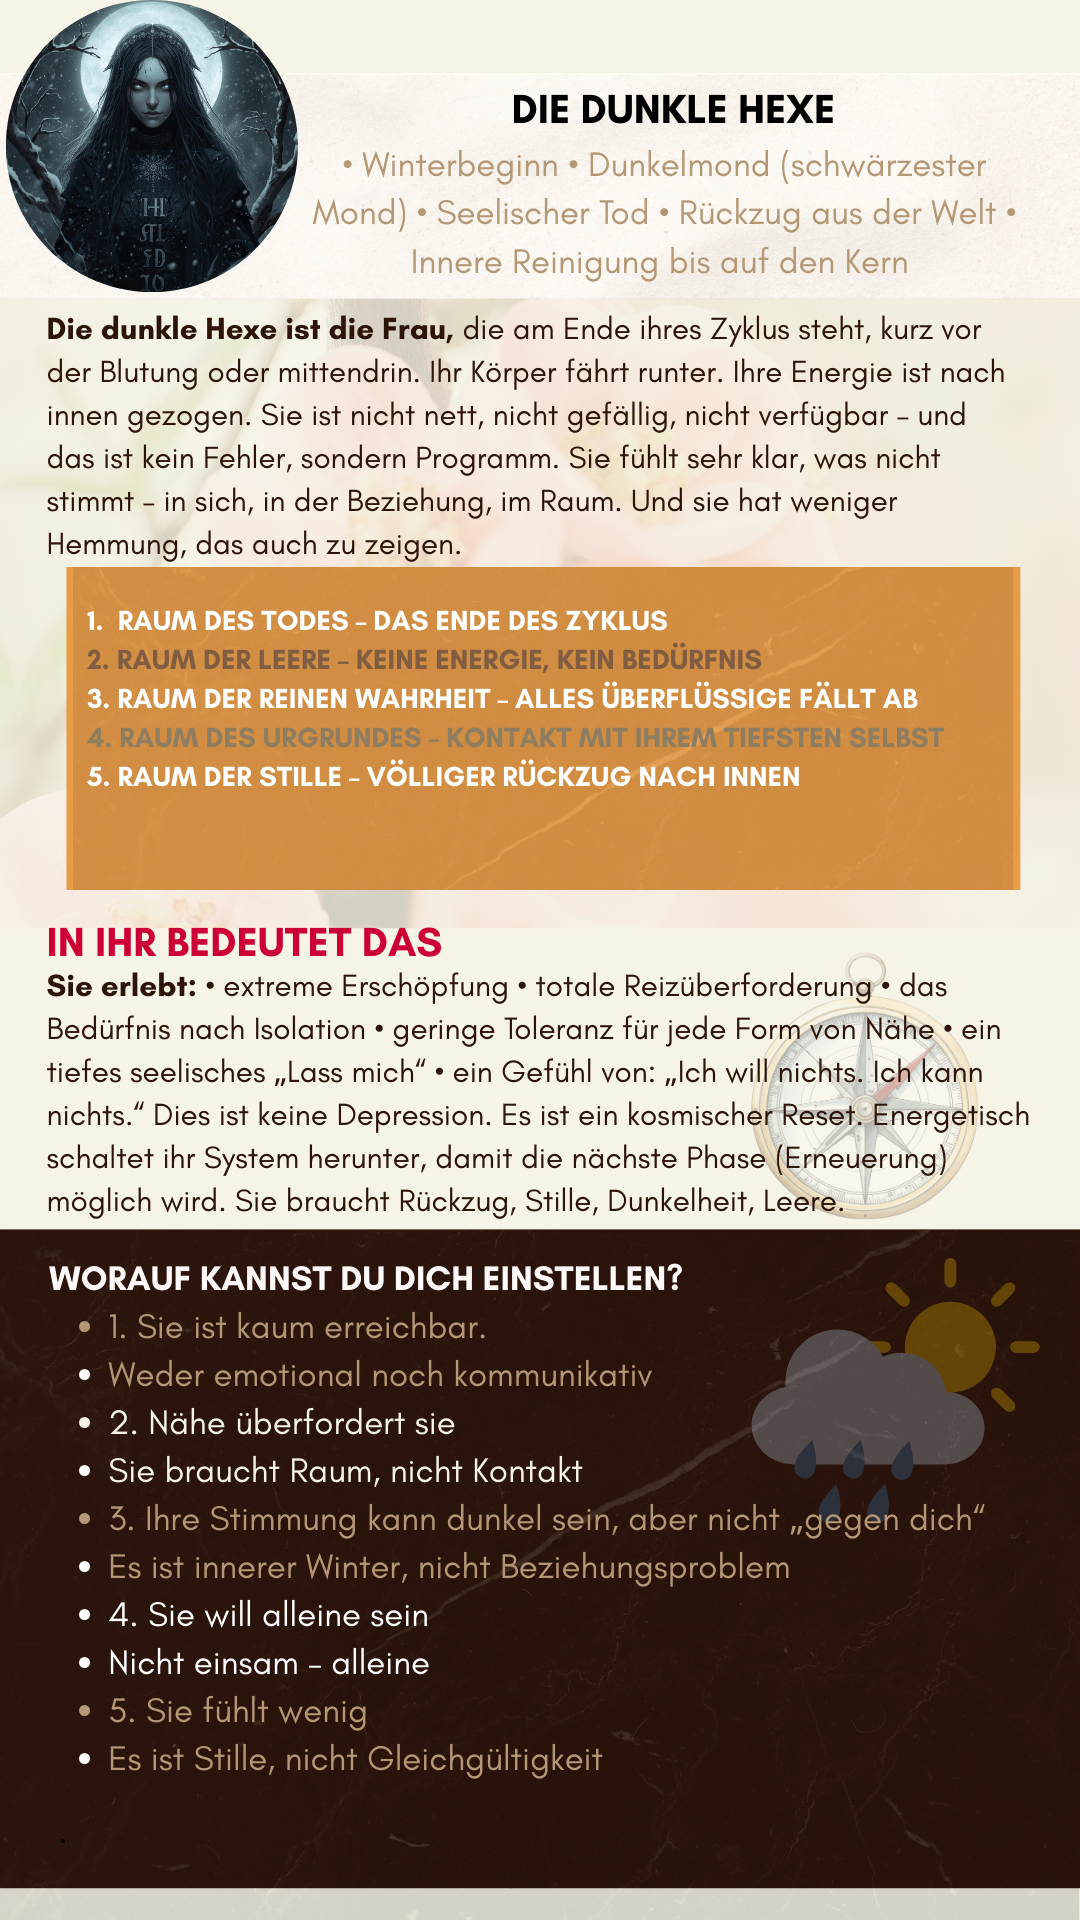 DIE DUNKLE HEXE
• Winterbeginn • Dunkelmond (schwärzester
Mond) • Seelischer Tod • Rückzug aus der Welt •
Innere Reinigung bis auf den Kern
Die dunkle Hexe ist die Frau, die am Ende ihres Zyklus steht, kurz vor
der Blutung oder mittendrin. Ihr Körper fährt runter. Ihre Energie ist nach
innen gezogen. Sie ist nicht nett, nicht gefällig, nicht verfügbar – und
das ist kein Fehler, sondern Programm. Sie fühlt sehr klar, was nicht
stimmt – in sich, in der Beziehung, im Raum. Und sie hat weniger
Hemmung, das auch zu zeigen.
1. RAUM DES TODES – DAS ENDE DES ZYKLUS
2. RAUM DER LEERE – KEINE ENERGIE, KEIN BEDÜRFNIS
3. RAUM DER REINEN WAHRHEIT – ALLES ÜBERFLÜSSIGE FÄLLT AB
4. RAUM DES URGRUNDES – KONTAKT MIT IHREM TIEFSTEN SELBST
5. RAUM DER STILLE – VÖLLIGER RÜCKZUG NACH INNEN
IN IHR BEDEUTET DAS
Sie erlebt: • extreme Erschöpfung • totale Reizüberforderung • das
Bedürfnis nach Isolation • geringe Toleranz für jede Form von Nähe • ein
tiefes seelisches „Lass mich“ • ein Gefühl von: „Ich will nichts. Ich kann
nichts.“ Dies ist keine Depression. Es ist ein kosmischer Reset. Energetisch
schaltet ihr System herunter, damit die nächste Phase (Erneuerung)
möglich wird. Sie braucht Rückzug, Stille, Dunkelheit, Leere.
WORAUF KANNST DU DICH EINSTELLEN?
• 1. Sie ist kaum erreichbar.
• Weder emotional noch kommunikativ
• 2. Nähe überfordert sie
• Sie braucht Raum, nicht Kontakt
• 3. Ihre Stimmung kann dunkel sein, aber nicht „gegen dich“
• Es ist innerer Winter, nicht Beziehungsproblem
• 4. Sie will alleine sein
• Nicht einsam – alleine
• 5. Sie fühlt wenig
• Es ist Stille, nicht Gleichgültigkeit
.